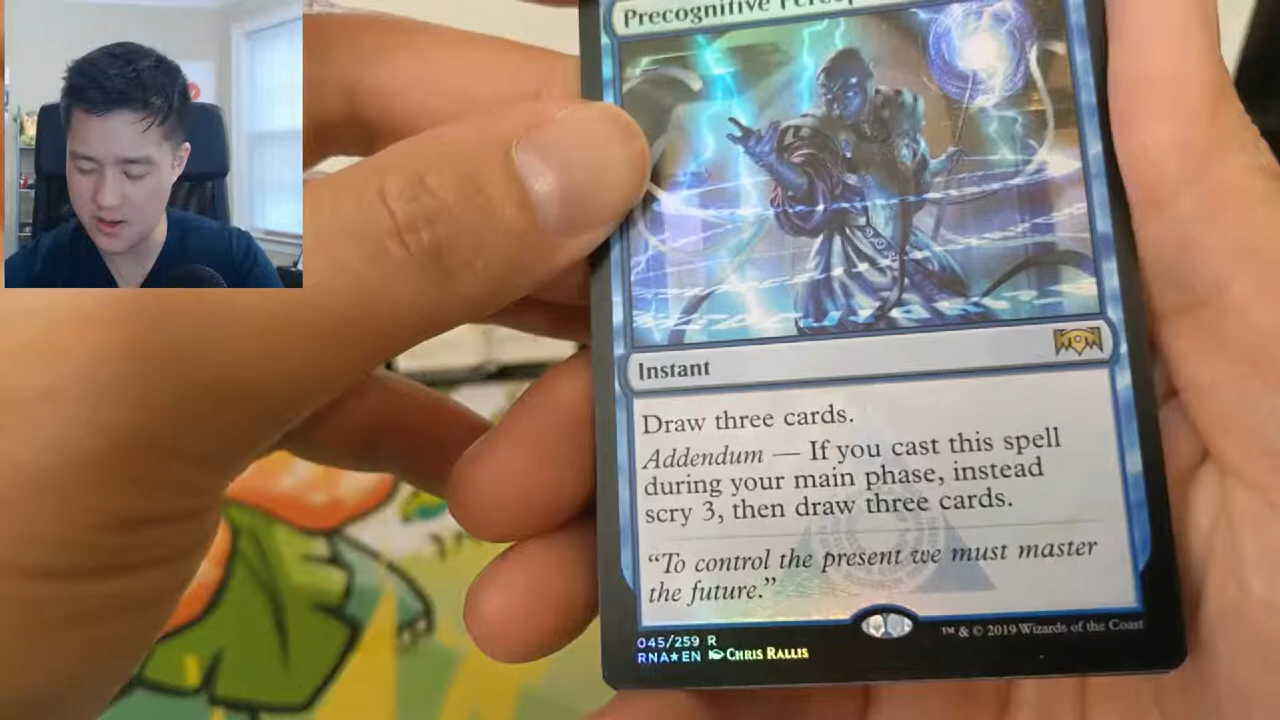 Precognitive
Instant
Draw three cards.
Addendum — If you cast this spell
during your main phase, instead
scry 3, then draw three cards.
“To control the present we must master
the future.”
045/259 R
RNA★EN Chris Rallis
™ & © 2019 Wizards of the Coast